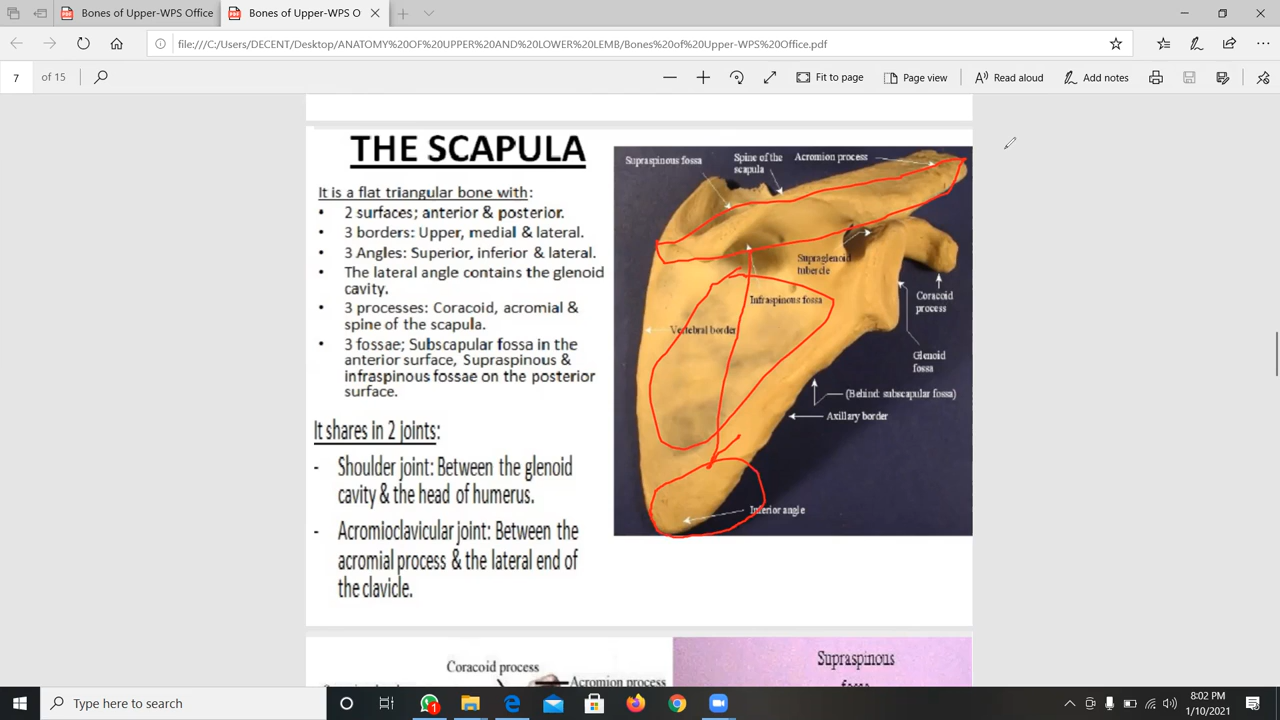 Bones of Upper-WPS Office
Bones of Upper-WPS O
file:///C:/Users/DECENT/Desktop/ANATOMY%20OF%20UPPER%20AND%20LOWER%20LEMB/Bones%20of%20Upper-WPS%20Office.pdf
7 of 15
Fit to page
Page view
Read aloud
Add notes
THE SCAPULA
It is a flat triangular bone with:
• 2 surfaces; anterior & posterior.
• 3 borders: Upper, medial & lateral.
• 3 Angles: Superior, inferior & lateral.
• The lateral angle contains the glenoid
cavity.
• 3 processes: Coracoid, acromial &
spine of the scapula.
• 3 fossae; Subscapular fossa in the
anterior surface, Supraspinous &
infraspinous fossae on the posterior
surface.
It shares in 2 joints:
- Shoulder joint: Between the glenoid
cavity & the head of humerus.
- Acromioclavicular joint: Between the
acromial process & the lateral end of
the clavicle.
Supraspinous fossa
Spine of the
scapula
Acromion process
Supraglenoid
tubercle
Infraspinous fossa
Coracoid
process
Vertebral border
Glenoid
fossa
(Behind: subscapular fossa)
Axillary border
Inferior angle
Coracoid process
Acromion process
Supraspinous
Type here to search
1
8:02 PM
1/10/2021